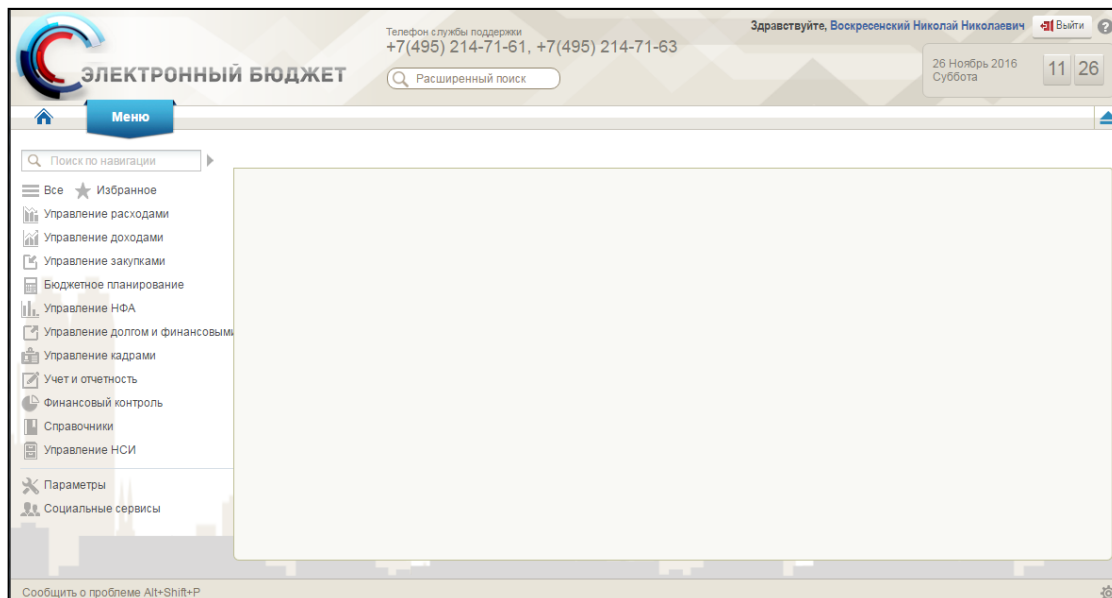 Телефон службы поддержки
+7(495) 214-71-61, +7(495) 214-71-63
Здравствуйте, Воскресенский Николай Николаевич Выйти ?
ЭЛЕКТРОННЫЙ БЮДЖЕТ
Расширенный поиск
26 Ноябрь 2016
Суббота
11 26
Меню
Поиск по навигации
Все Избранное
Управление расходами
Управление доходами
Управление закупками
Бюджетное планирование
Управление НФА
Управление долгом и финансовыми
Управление кадрами
Учет и отчетность
Финансовый контроль
Справочники
Управление НСИ
Параметры
Социальные сервисы
Сообщить о проблеме Alt+Shift+P